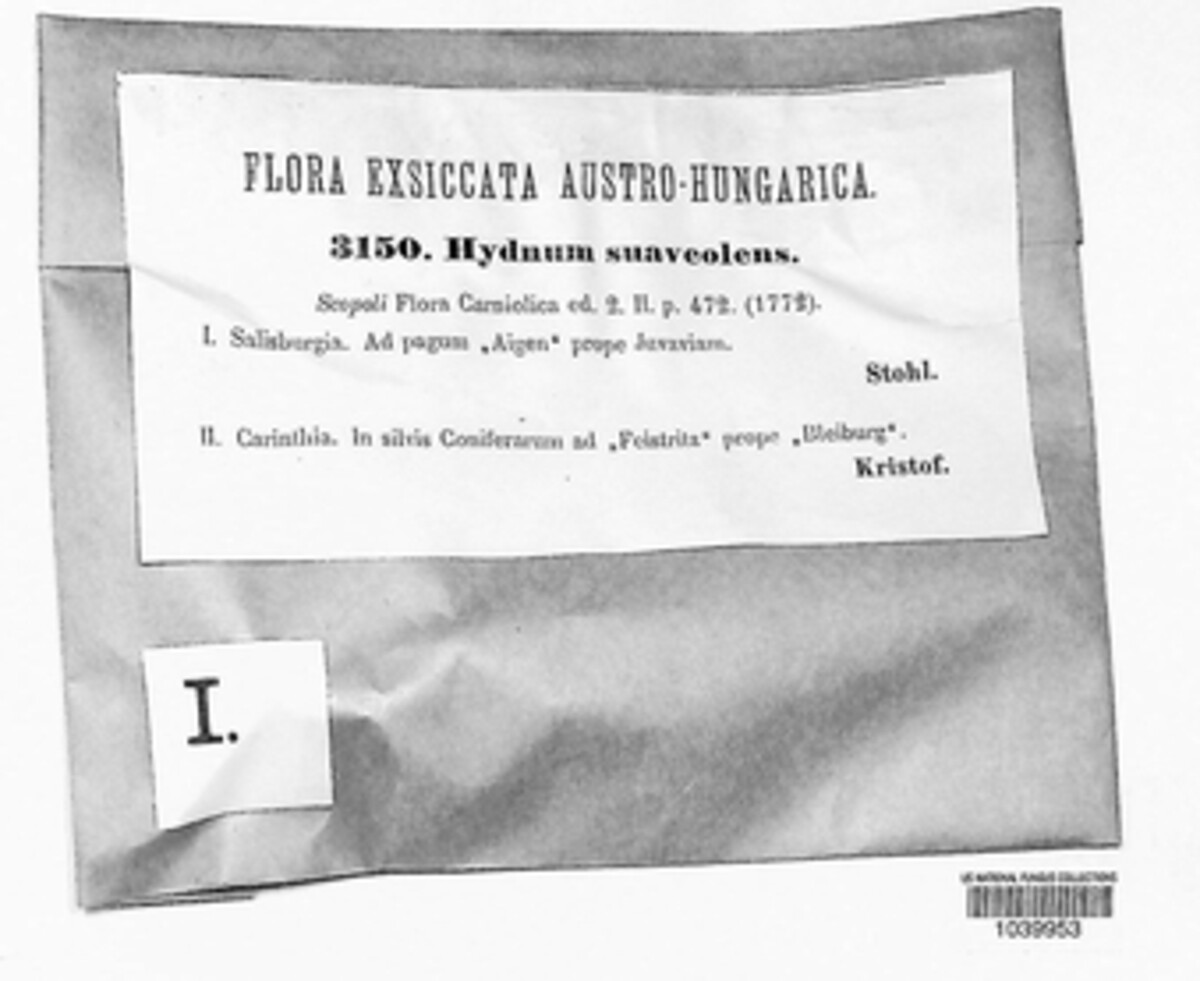 FLORA EXSICCATA AUSTRO-HUNGARICA.
3150. Hydnum suaveolens.
Scopoli Flora Carniolica ed. 2. II. p. 472. (1772).
I. Salisburgia. Ad pagum „Aigen“ prope Juvaviam.
Stohl.
II. Carinthia. In silvis Coniferarum ad „Feistritz“ prope „Bleiburg“.
Kristof.
I.
US NATIONAL FUNGUS COLLECTIONS
1039953